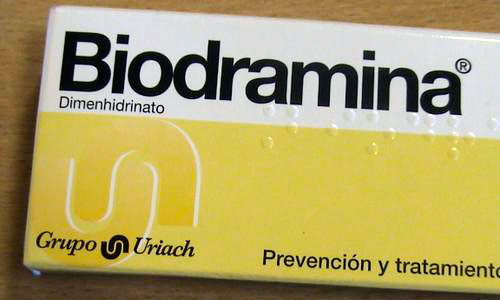 Biodramina®
Dimenhidrinato
Grupo Uriach
Prevención y tratamiento